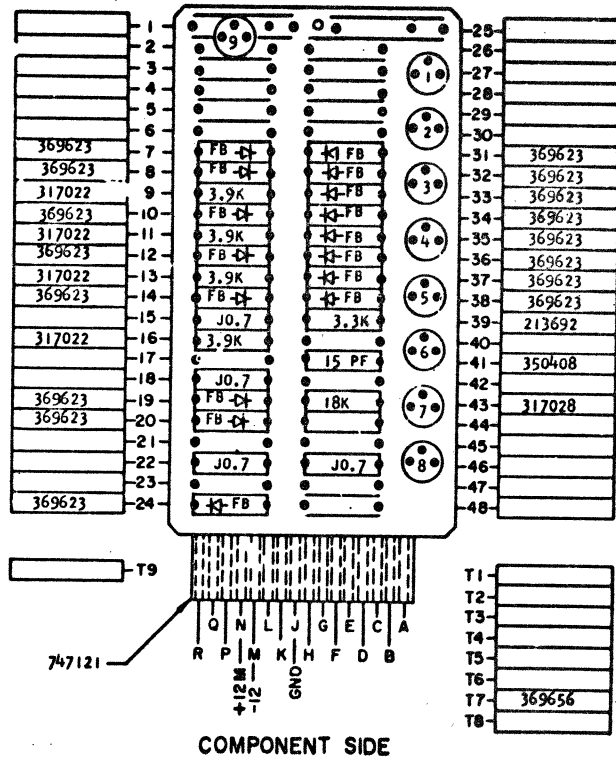 1
2
3
4
5
6
369623 7
369623 8
317022 9
369623 10
317022 11
369623 12
317022 13
369623 14
15
317022 16
17
18
369623 19
369623 20
21
22
23
369623 24
9
FB
FB
3.9K
FB
3.9K
FB
3.9K
FB
J0.7
3.9K
J0.7
FB
FB
J0.7
FB
FB
FB
FB
FB
FB
FB
FB
FB
3.3K
15 PF
18K
J0.7
1
2
3
4
5
6
7
8
25
26
27
28
29
30
31 369623
32 369623
33 369623
34 369623
35 369623
36 369623
37 369623
38 369623
39 213692
40
41 350408
42
43 317028
44
45
46
47
48
T9
747121
Q N L J G E C A
R P M K H F D B
+12M
-12
GND
T1
T2
T3
T4
T5
T6
T7 369656
T8
COMPONENT SIDE